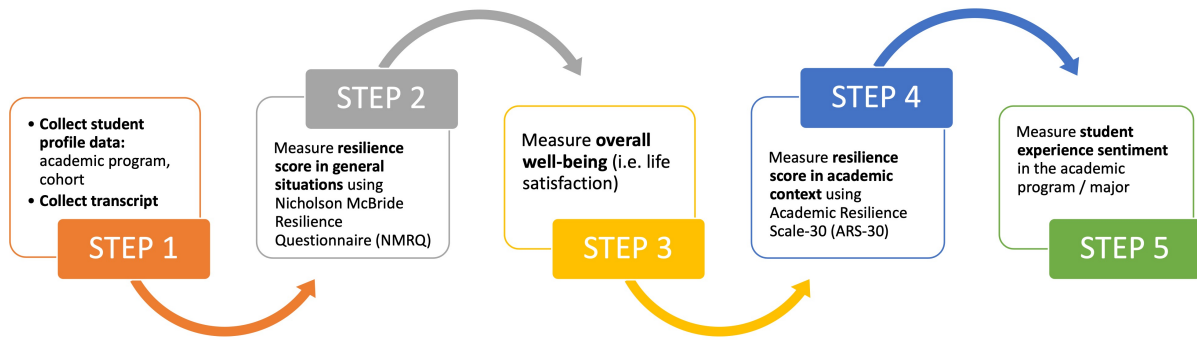 • Collect student
profile data:
academic program,
cohort
• Collect transcript
STEP 1
STEP 2
Measure resilience
score in general
situations using
Nicholson McBride
Resilience
Questionnaire (NMRQ)
Measure overall
well-being (i.e. life
satisfaction)
STEP 3
STEP 4
Measure resilience
score in academic
context using
Academic Resilience
Scale-30 (ARS-30)
Measure student
experience sentiment
in the academic
program / major
STEP 5